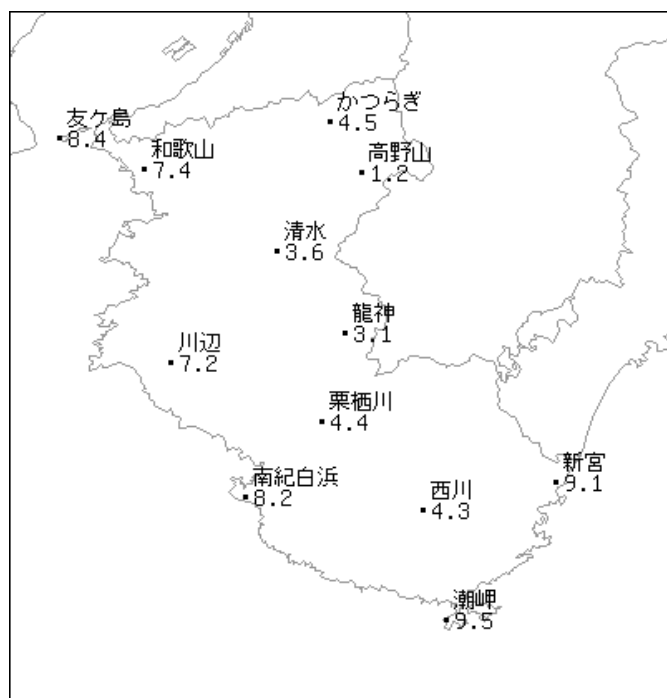 かつらぎ
4.5
友ケ島
8.4
和歌山
7.4
高野山
1.2
清水
3.6
龍神
3.1
川辺
7.2
栗栖川
4.4
新宮
9.1
南紀白浜
8.2
西川
4.3
潮岬
9.5